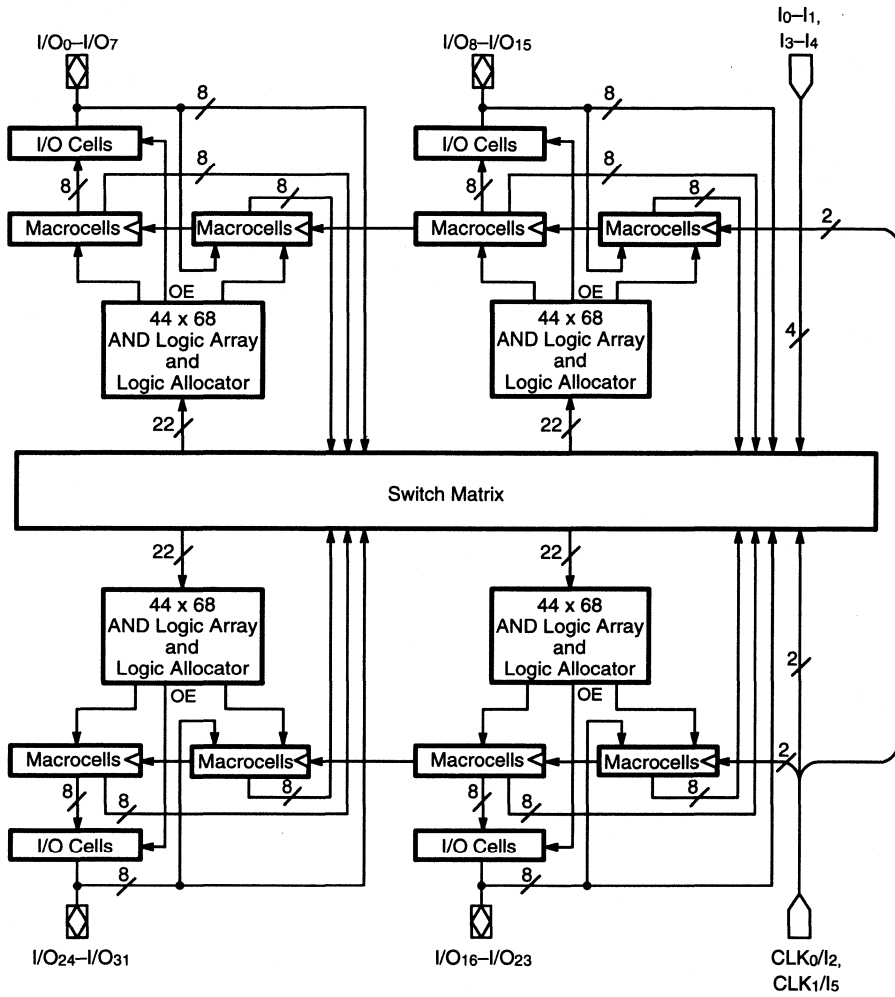 I/O0–I/O7
I/O8–I/O15
I0–I1,
I3–I4
8
8
I/O Cells
I/O Cells
8
8
8
8
8
8
2
Macrocells
Macrocells
Macrocells
Macrocells
OE
OE
44 x 68
AND Logic Array
and
Logic Allocator
44 x 68
AND Logic Array
and
Logic Allocator
4
22
22
Switch Matrix
22
22
44 x 68
AND Logic Array
and
Logic Allocator
44 x 68
AND Logic Array
and
Logic Allocator
2
OE
OE
Macrocells
Macrocells
Macrocells
Macrocells
2
8
8
8
8
8
8
I/O Cells
I/O Cells
8
8
I/O24–I/O31
I/O16–I/O23
CLK0/I2,
CLK1/I5